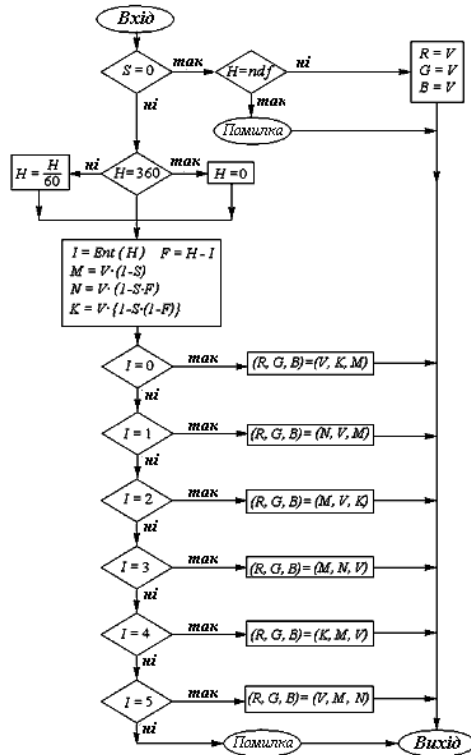 Вхід
S = 0
так
H=ndf
ні
R = V
G = V
B = V
так
Помилка
ні
H = H/60
ні
H=360
так
H=0
I = Ent (H) F = H - I
M = V·(1-S)
N = V·(1-S·F)
K = V·{1-S·(1-F)}
I = 0
так
(R, G, B)=(V, K, M)
ні
I = 1
так
(R, G, B)=(N, V, M)
ні
I = 2
так
(R, G, B)=(M, V, K)
ні
I = 3
так
(R, G, B)=(M, N, V)
ні
I = 4
так
(R, G, B)=(K, M, V)
ні
I = 5
так
(R, G, B)=(V, M, N)
ні
Помилка
Вихід